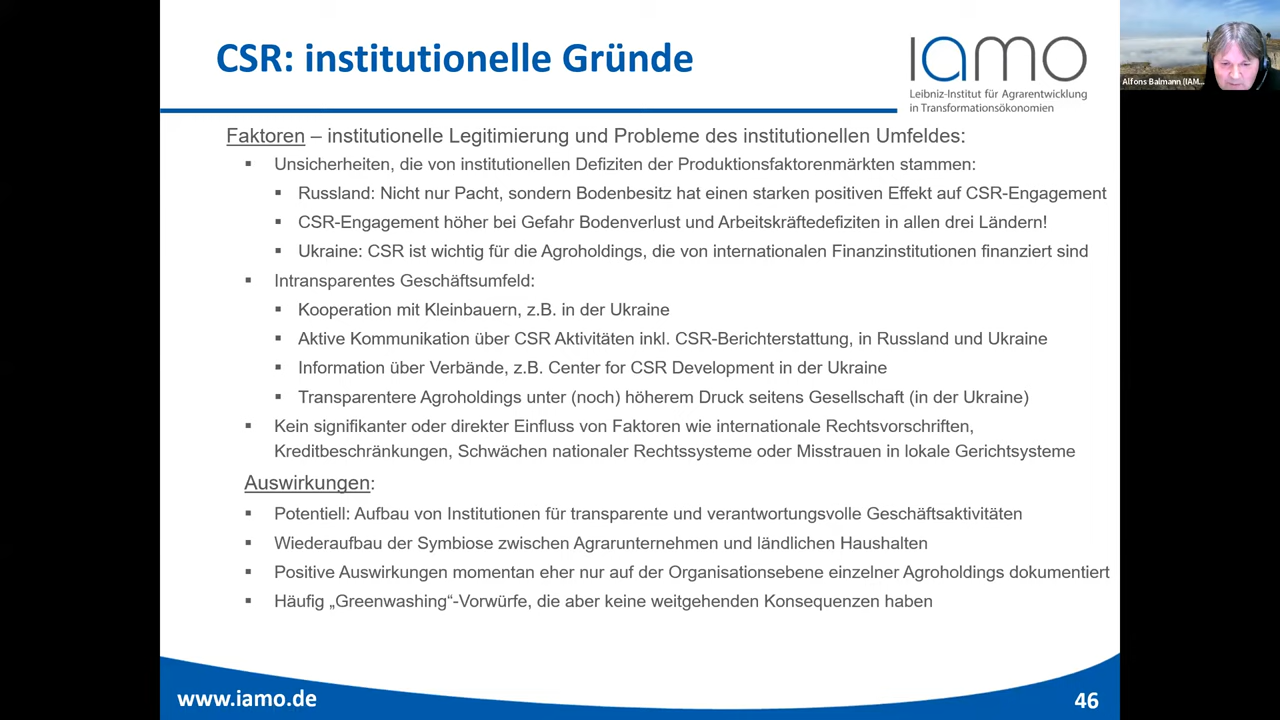 CSR: institutionelle Gründe
iamo
Leibniz-Institut für Agrarentwicklung
in Transformationsökonomien
Alfons Balmann (IAM...
Faktoren – institutionelle Legitimierung und Probleme des institutionellen Umfeldes:
▪ Unsicherheiten, die von institutionellen Defiziten der Produktionsfaktorenmärkten stammen:
▪ Russland: Nicht nur Pacht, sondern Bodenbesitz hat einen starken positiven Effekt auf CSR-Engagement
▪ CSR-Engagement höher bei Gefahr Bodenverlust und Arbeitskräftedefiziten in allen drei Ländern!
▪ Ukraine: CSR ist wichtig für die Agroholdings, die von internationalen Finanzinstitutionen finanziert sind
▪ Intransparentes Geschäftsumfeld:
▪ Kooperation mit Kleinbauern, z.B. in der Ukraine
▪ Aktive Kommunikation über CSR Aktivitäten inkl. CSR-Berichterstattung, in Russland und Ukraine
▪ Information über Verbände, z.B. Center for CSR Development in der Ukraine
▪ Transparentere Agroholdings unter (noch) höherem Druck seitens Gesellschaft (in der Ukraine)
▪ Kein signifikanter oder direkter Einfluss von Faktoren wie internationale Rechtsvorschriften,
Kreditbeschränkungen, Schwächen nationaler Rechtssysteme oder Misstrauen in lokale Gerichtsysteme
Auswirkungen:
▪ Potentiell: Aufbau von Institutionen für transparente und verantwortungsvolle Geschäftsaktivitäten
▪ Wiederaufbau der Symbiose zwischen Agrarunternehmen und ländlichen Haushalten
▪ Positive Auswirkungen momentan eher nur auf der Organisationsebene einzelner Agroholdings dokumentiert
▪ Häufig „Greenwashing“-Vorwürfe, die aber keine weitgehenden Konsequenzen haben
www.iamo.de
46